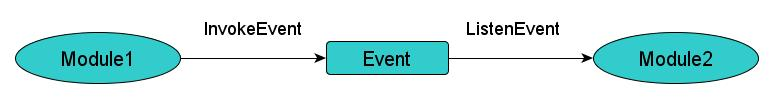 InvokeEvent
ListenEvent
Module1
Event
Module2